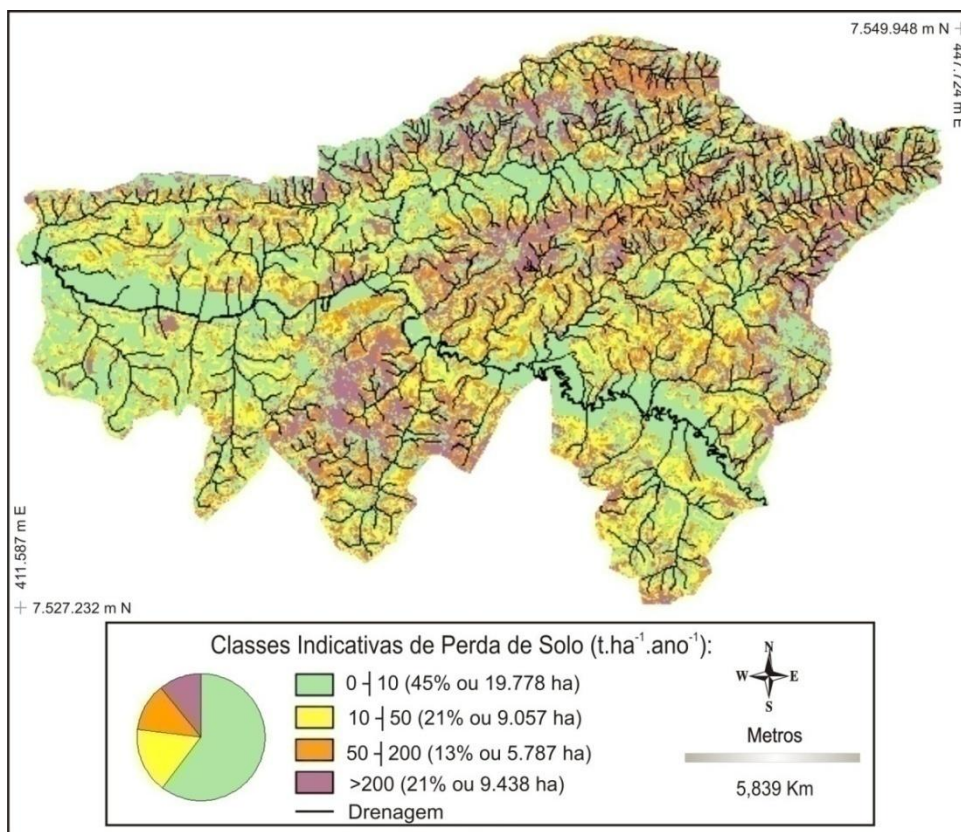 7.549.948 m N
447.724 m E
411.587 m E
7.527.232 m N
Classes Indicativas de Perda de Solo (t.ha⁻¹.ano⁻¹):
0 ┤10 (45% ou 19.778 ha)
10 ┤50 (21% ou 9.057 ha)
50 ┤200 (13% ou 5.787 ha)
>200 (21% ou 9.438 ha)
Drenagem
N
W E
S
Metros
5,839 Km